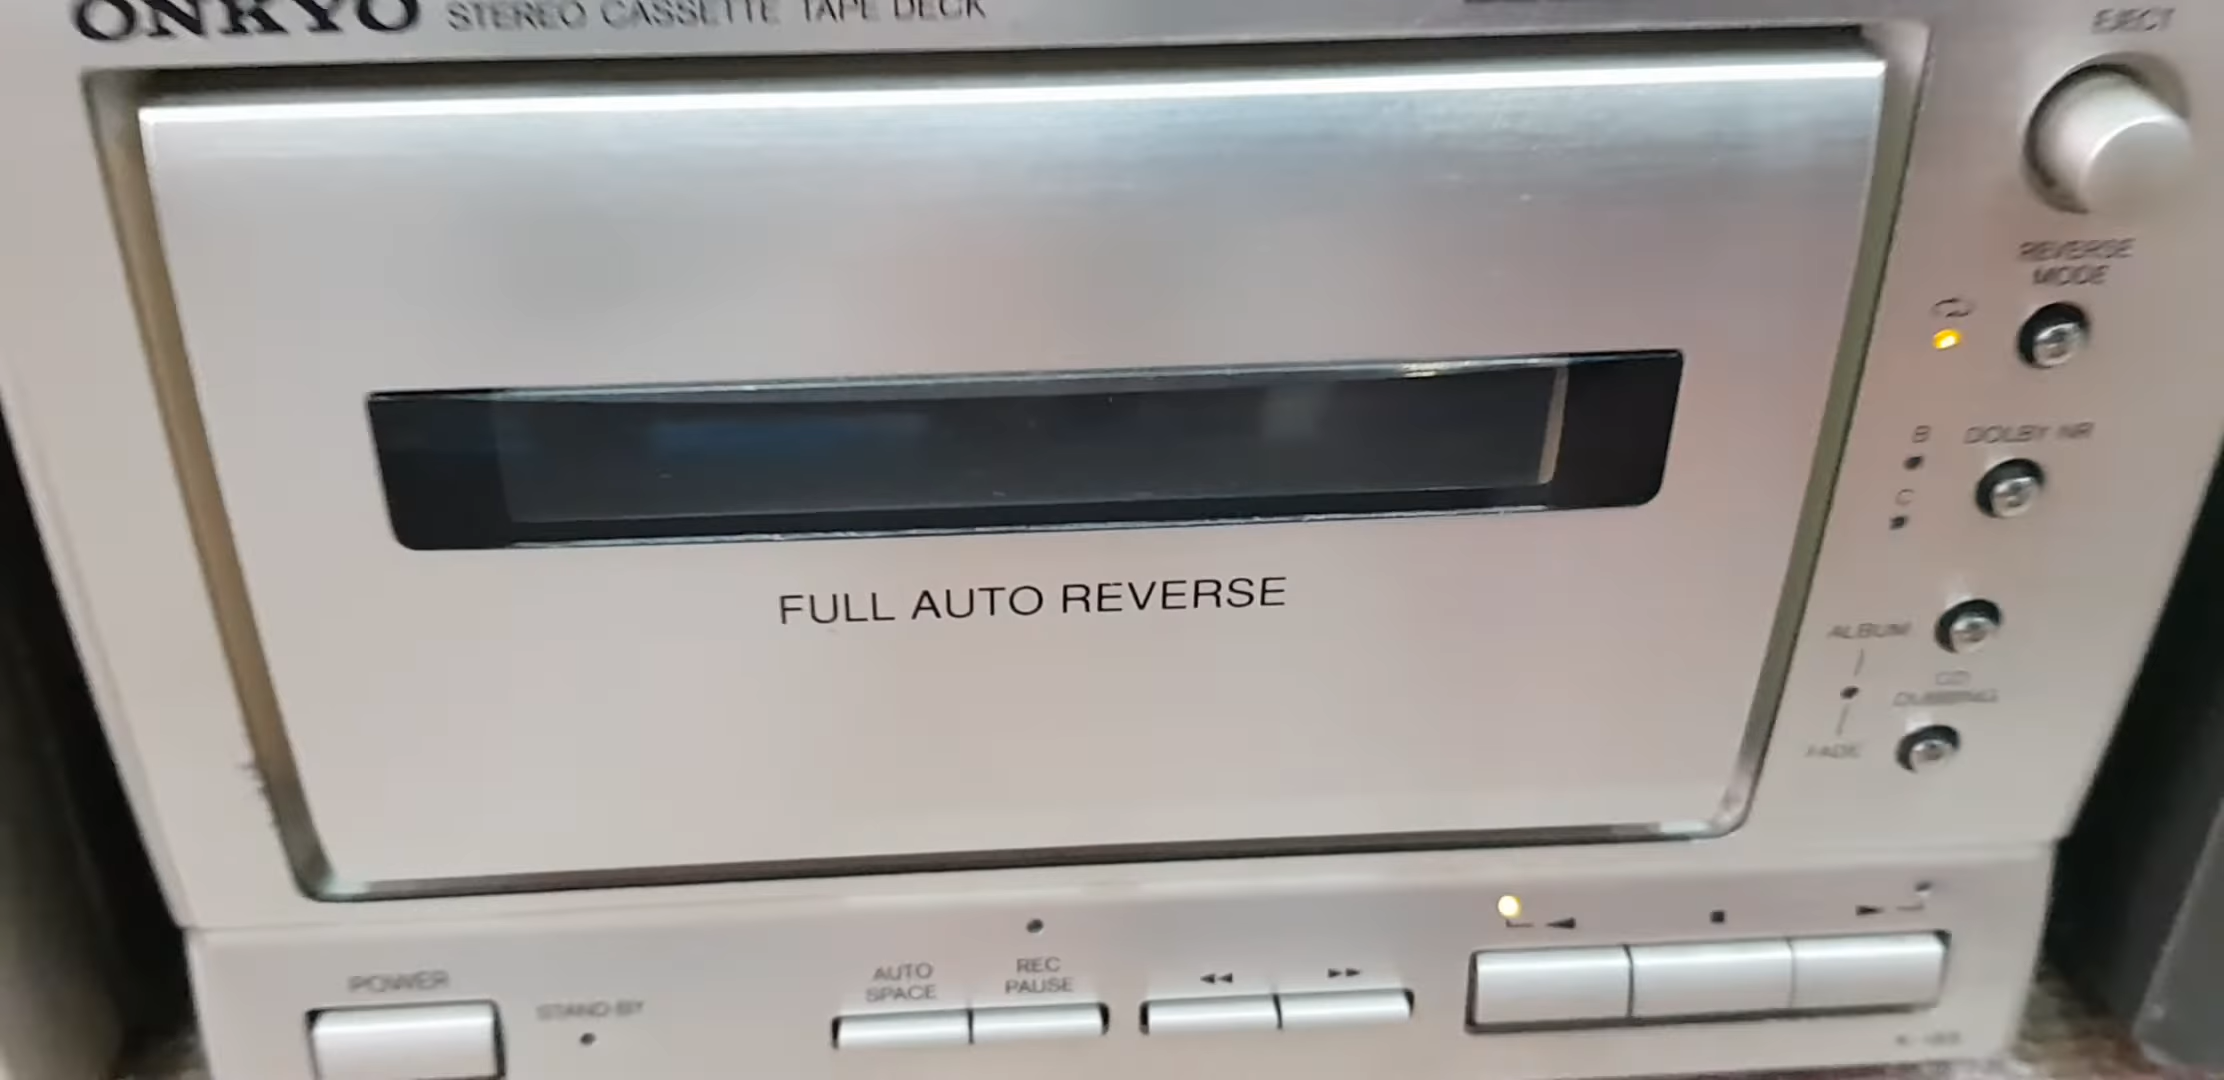 ONKYO STEREO CASSETTE TAPE DECK
EJECT
REVERSE
MODE
B DOLBY NR
C
FULL AUTO REVERSE
ALBUM
CD
DUBBING
FADE
POWER
STAND-BY
AUTO
SPACE
REC
PAUSE